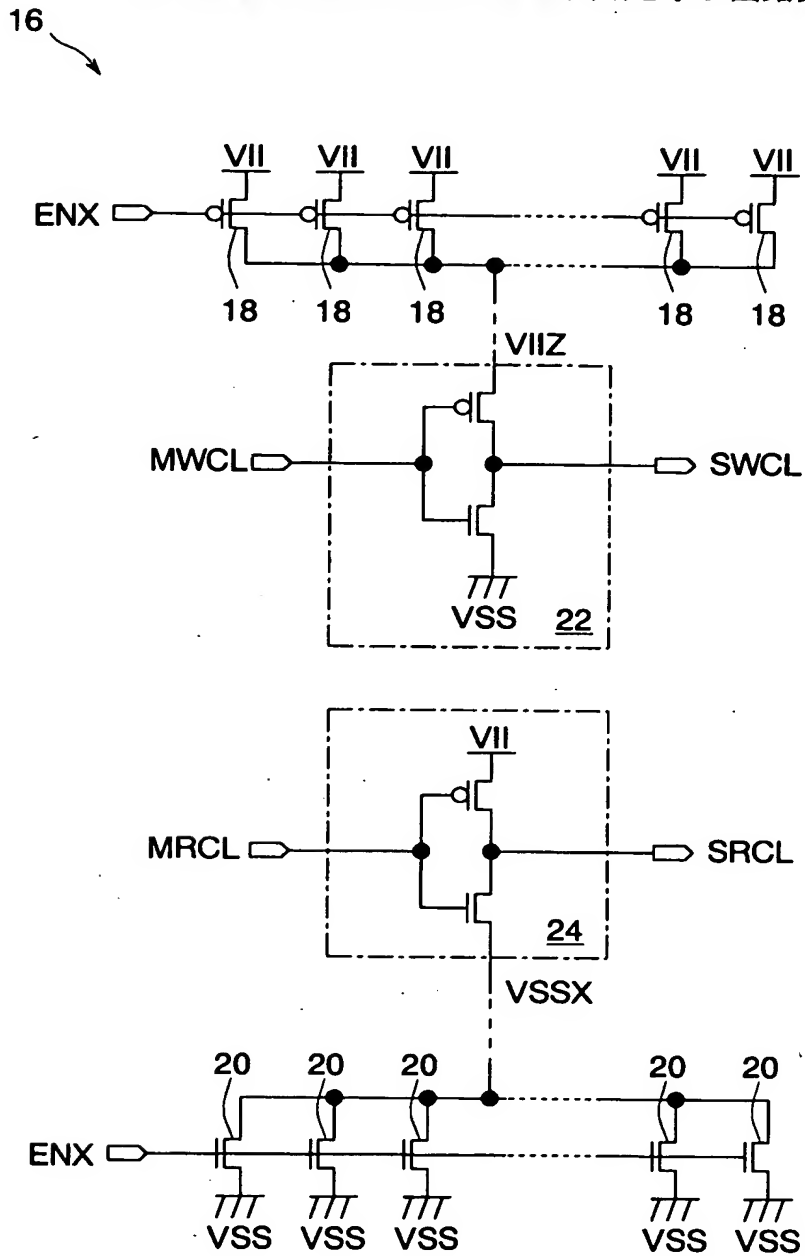 16
VII VII VII VII VII
ENX
18 18 18 18 18
VIIZ
MWCL SWCL
VSS 22
VII
MRCL SRCL
24
VSSX
20 20 20 20 20
ENX
VSS VSS VSS VSS VSS